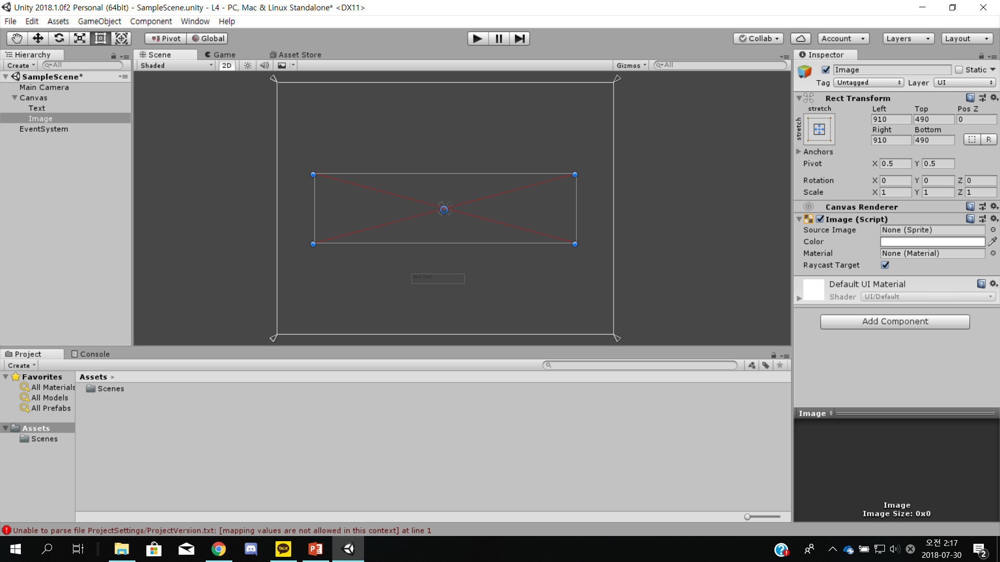 Unity 2018.1.0f2 Personal (64bit) - SampleScene.unity - L4 - PC, Mac & Linux Standalone* <DX11>
File Edit Assets GameObject Component Window Help
Pivot Global Collab Account Layers Layout
Hierarchy
Create All
SampleScene*
Main Camera
Canvas
Text
Image
EventSystem
Scene Game Asset Store
Shaded 2D Gizmos All
New Text
Inspector
Image Static
Tag Untagged Layer UI
Rect Transform
stretch
stretch
Left Top Pos Z
910 490 0
Right Bottom
910 490 R
Anchors
Pivot X 0.5 Y 0.5
Rotation X 0 Y 0 Z 0
Scale X 1 Y 1 Z 1
Canvas Renderer
Image (Script)
Source Image None (Sprite)
Color
Material None (Material)
Raycast Target
Default UI Material
Shader UI/Default
Add Component
Image
Image
Image Size: 0x0
Project Console
Create
Favorites
All Materials
All Models
All Prefabs
Assets
Scenes
Assets
Scenes
Unable to parse file ProjectSettings/ProjectVersion.txt: [mapping values are not allowed in this context] at line 1
TALK
오전 2:17
2018-07-30
2